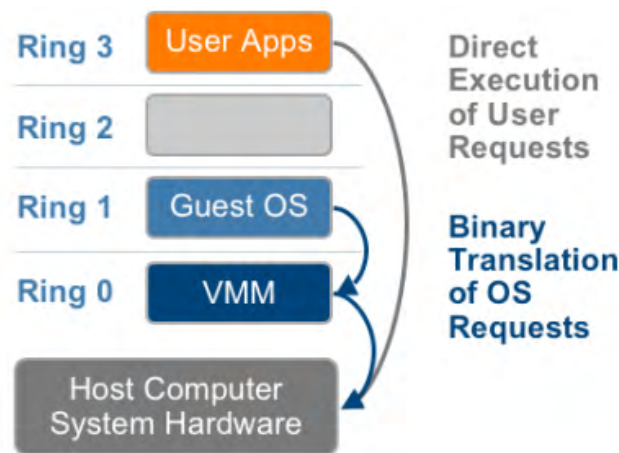 Ring 3
User Apps
Direct
Execution
of User
Requests
Ring 2
Ring 1
Guest OS
Binary
Translation
of OS
Requests
Ring 0
VMM
Host Computer
System Hardware